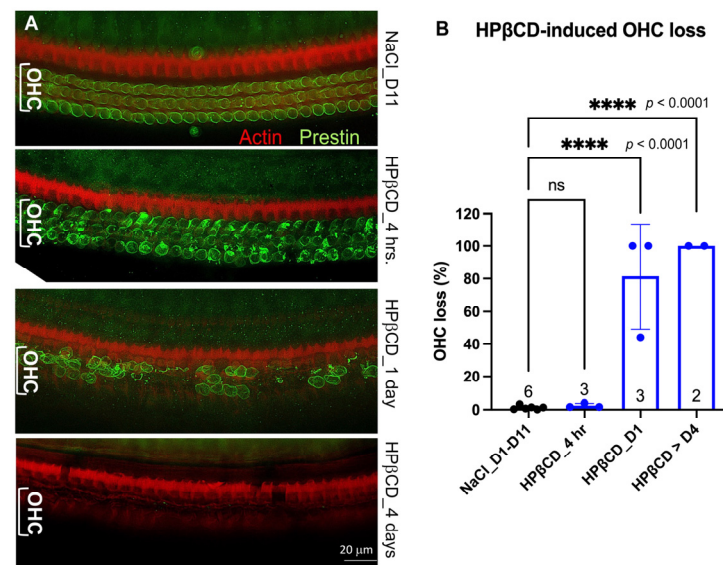 A
OHC
NaCl_D11
Actin Prestin
OHC
HPβCD_4 hrs.
OHC
HPβCD_1 day
OHC
HPβCD_4 days
20 μm
B HPβCD-induced OHC loss
**** p < 0.0001
**** p < 0.0001
ns
OHC loss (%)
120
100
80
60
40
20
0
6
3
3
2
NaCl_D1-D11
HPβCD_4 hr
HPβCD_D1
HPβCD > D4